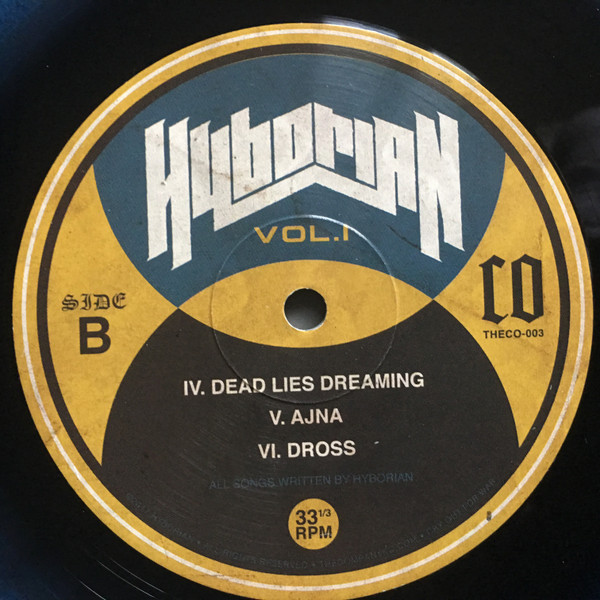 HYBORIAN
VOL.I
SIDE
B
CO
THECO-003
IV. DEAD LIES DREAMING
V. AJNA
VI. DROSS
ALL SONGS WRITTEN BY HYBORIAN
33 1/3
RPM